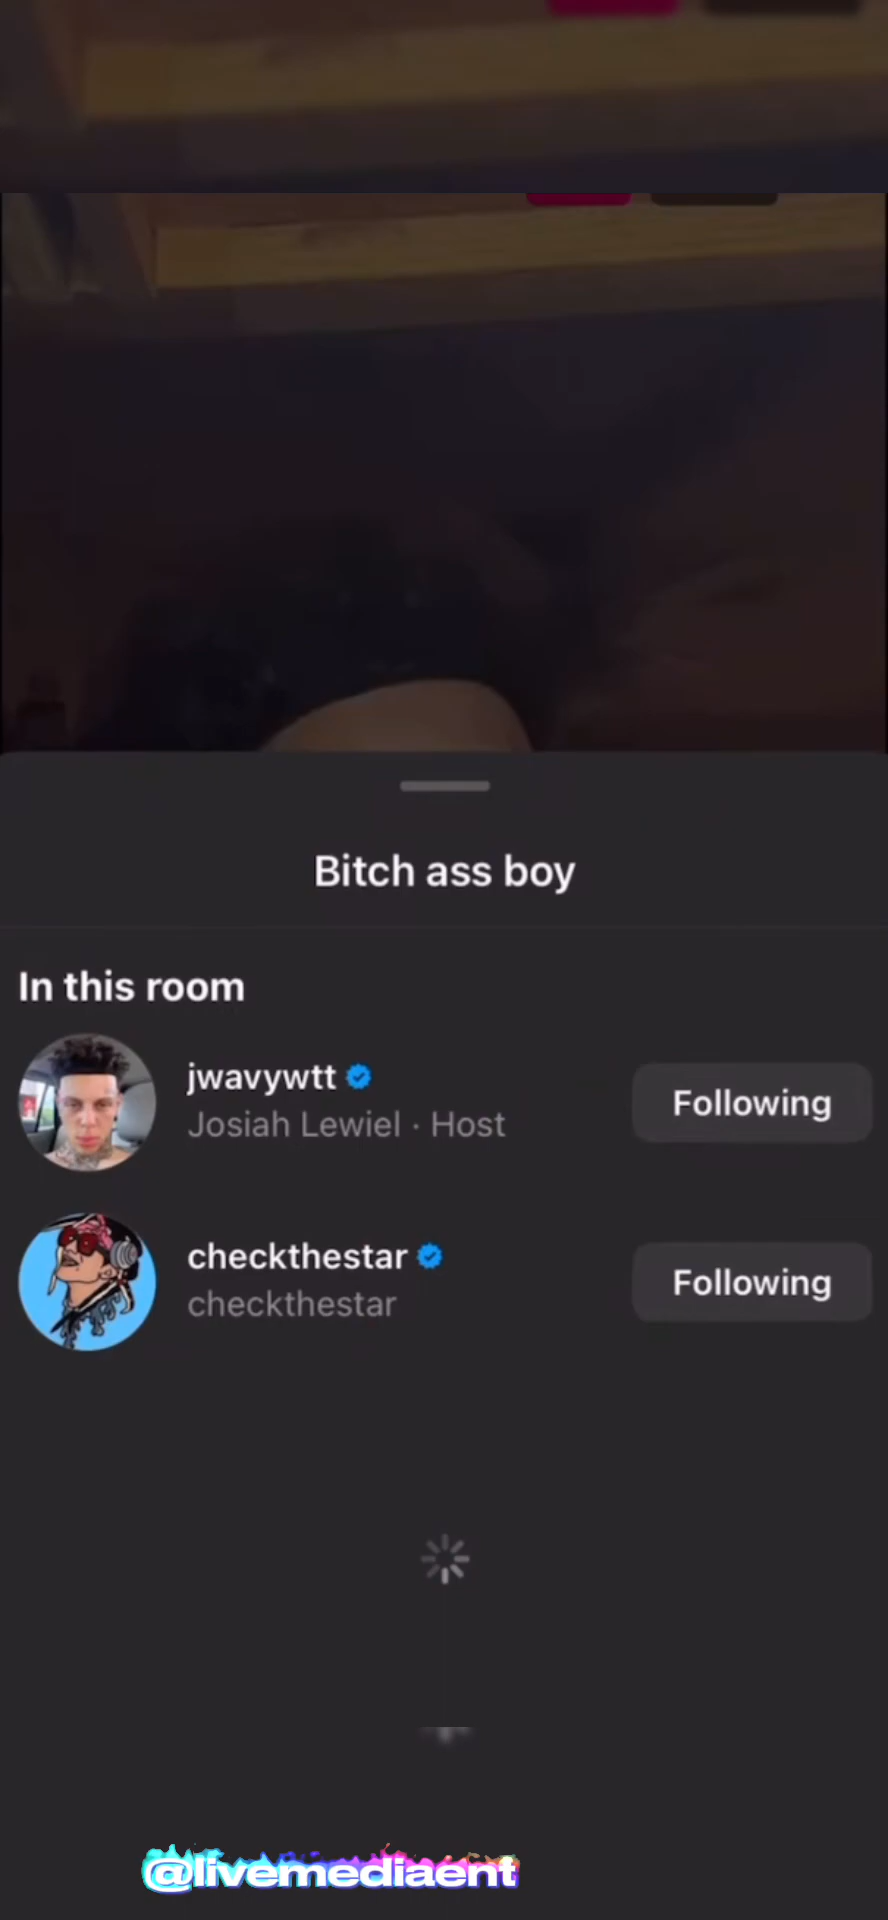 Bitch ass boy
In this room
jwavywtt
Josiah Lewiel · Host
Following
checkthestar
checkthestar
Following
@livemediaent